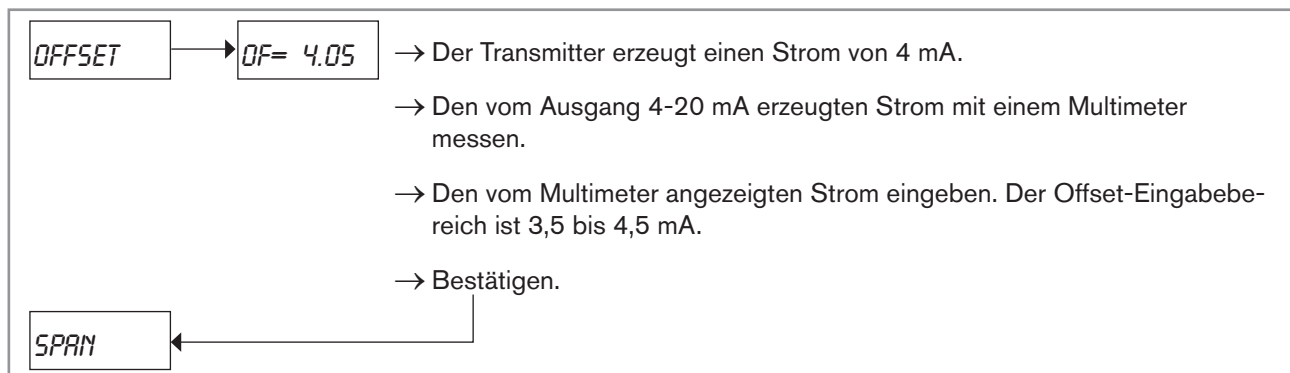 OFFSET
OF= 4.05
→ Der Transmitter erzeugt einen Strom von 4 mA.
→ Den vom Ausgang 4-20 mA erzeugten Strom mit einem Multimeter
messen.
→ Den vom Multimeter angezeigten Strom eingeben. Der Offset-Eingabebe-
reich ist 3,5 bis 4,5 mA.
→ Bestätigen.
SPAN